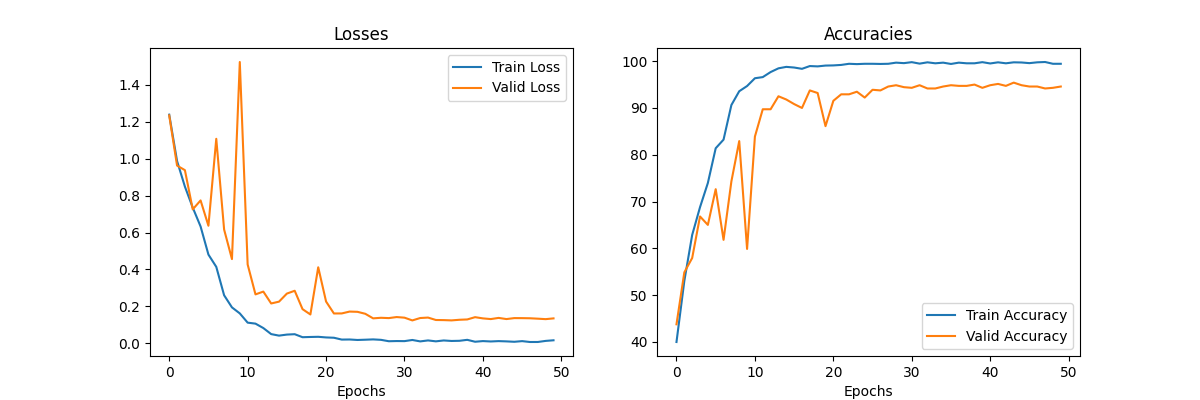 Losses
Train Loss
Valid Loss
1.4
1.2
1.0
0.8
0.6
0.4
0.2
0.0
0 10 20 30 40 50
Epochs
Accuracies
100
90
80
70
60
50
40
Train Accuracy
Valid Accuracy
0 10 20 30 40 50
Epochs